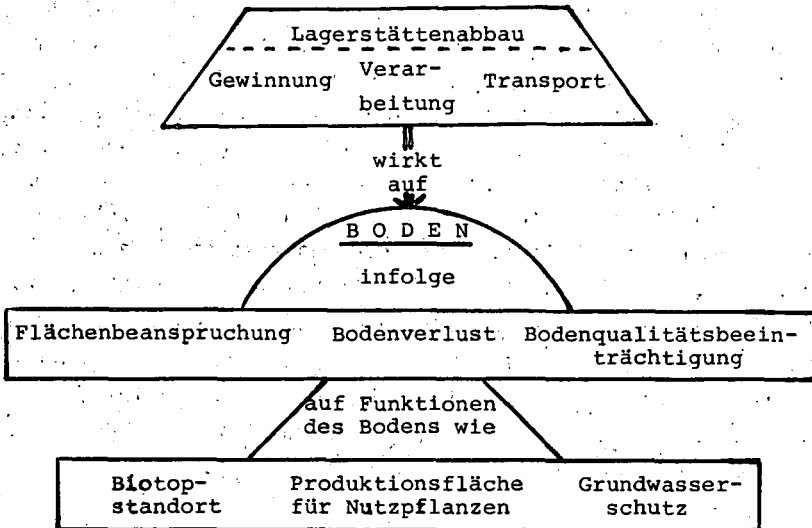 Lagerstättenabbau
Gewinnung Verar- Transport
beitung
wirkt
auf
B O D E N
infolge
Flächenbeanspruchung Bodenverlust Bodenqualitätsbeein-
trächtigung
auf Funktionen
des Bodens wie
Biotop- Produktionsfläche Grundwasser-
standort für Nutzpflanzen schutz